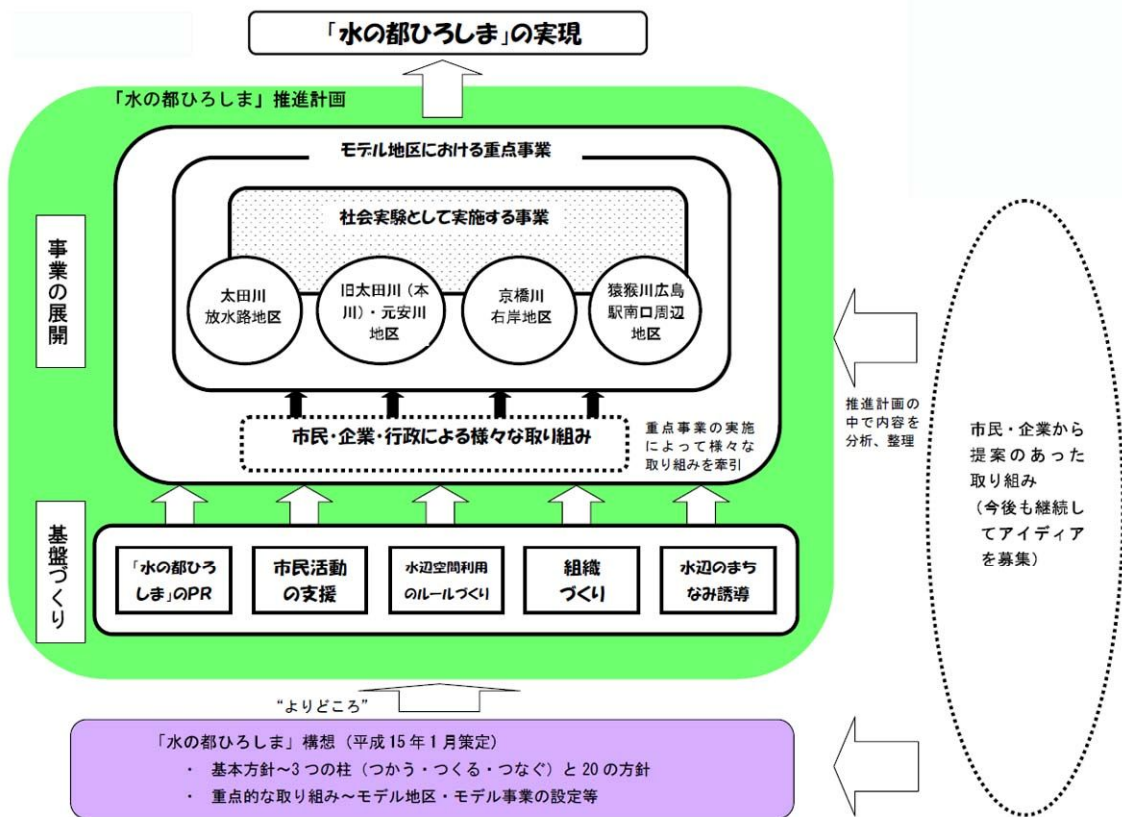 「水の都ひろしま」の実現
「水の都ひろしま」推進計画
モデル地区における重点事業
社会実験として実施する事業
事業の展開
太田川
放水路地区
旧太田川（本
川）・元安川
地区
京橋川
右岸地区
猿猴川広島
駅南口周辺
地区
市民・企業・行政による様々な取り組み
重点事業の実施
によって様々な
取り組みを牽引
推進計画の
中で内容を
分析、整理
市民・企業から
提案のあった
取り組み
（今後も継続し
てアイディア
を募集）
基盤づくり
「水の都ひろ
しま」のPR
市民活動
の支援
水辺空間利用
のルールづくり
組織
づくり
水辺のまち
なみ誘導
“よりどころ”
「水の都ひろしま」構想（平成15年1月策定）
・ 基本方針～3つの柱（つかう・つくる・つなぐ）と20の方針
・ 重点的な取り組み～モデル地区・モデル事業の設定等